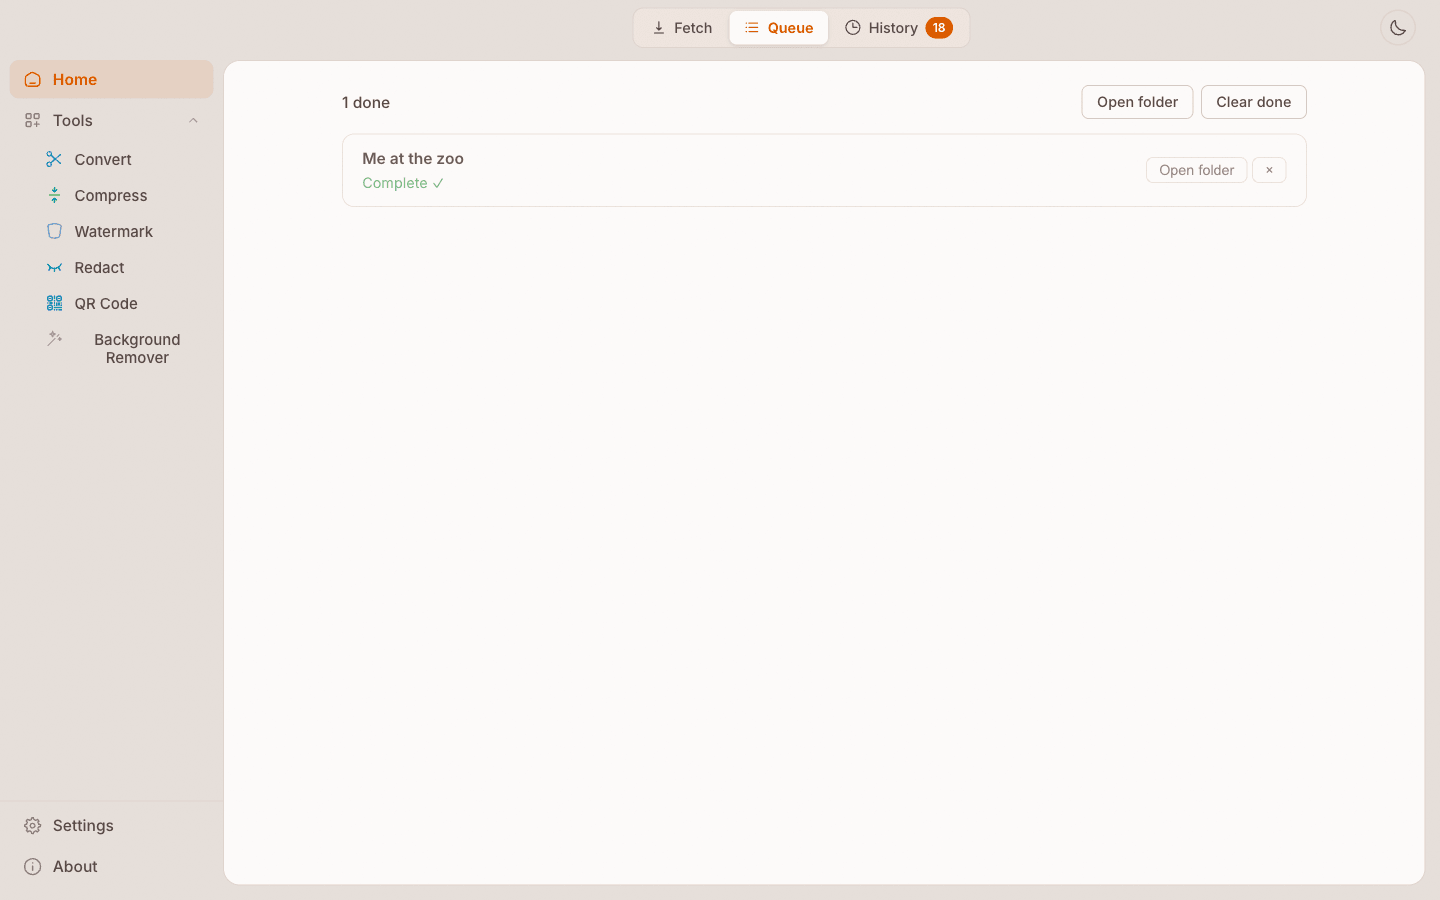 Fetch
Queue
History 18
Home
Tools
Convert
Compress
Watermark
Redact
QR Code
Background
Remover
Settings
About
1 done
Open folder
Clear done
Me at the zoo
Complete ✓
Open folder
×